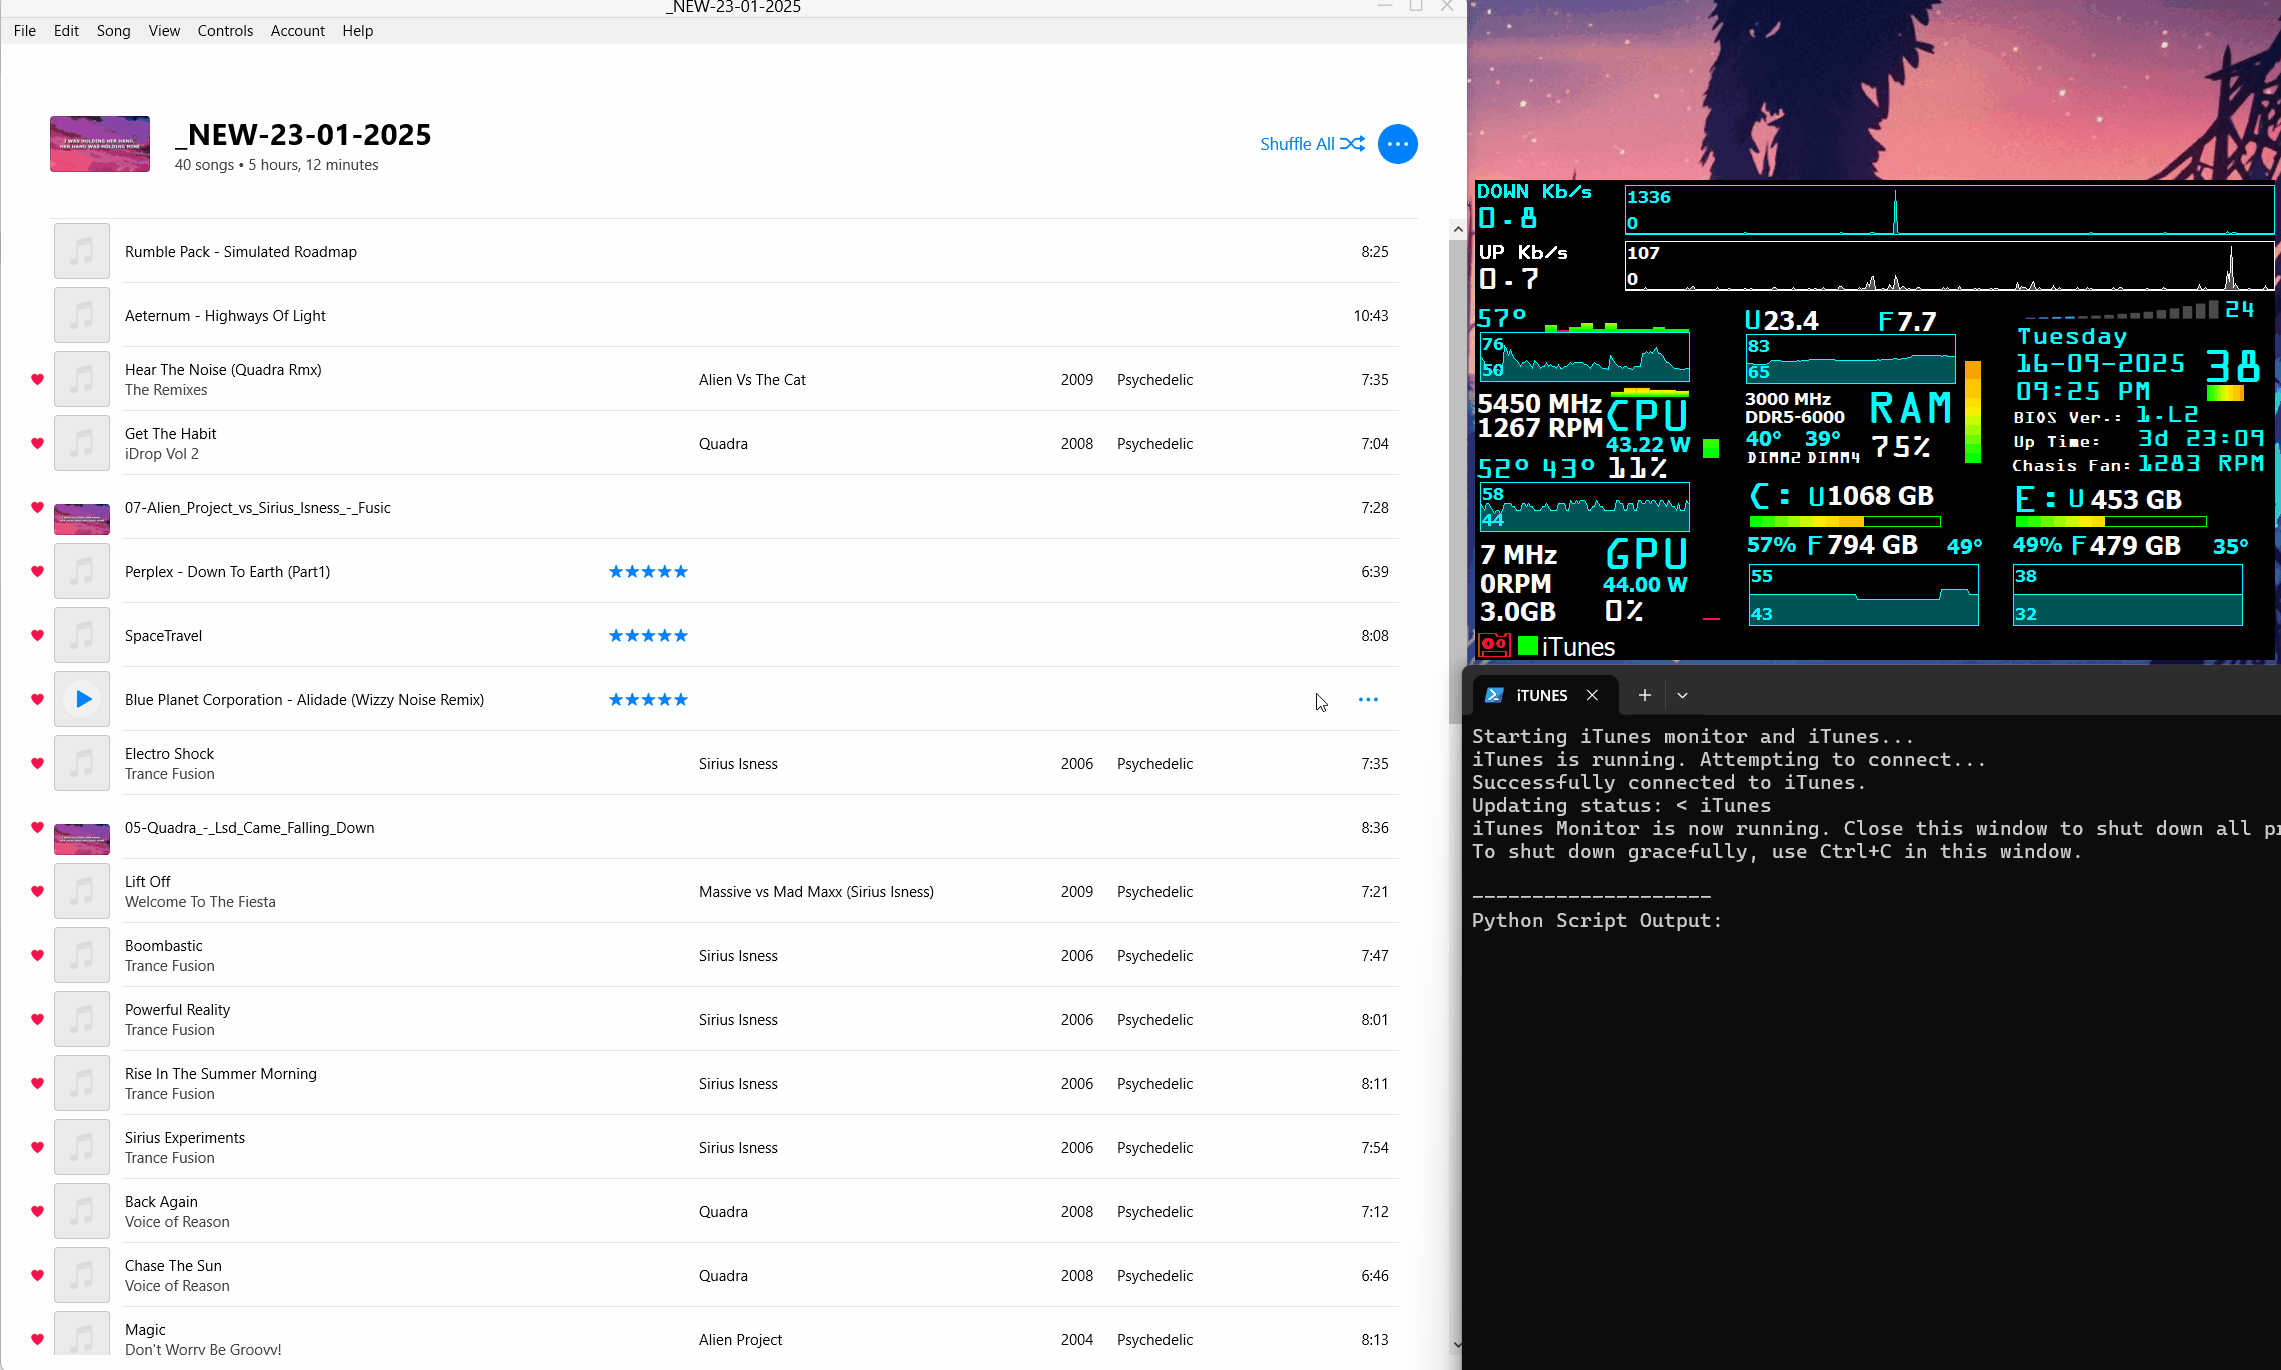 _NEW-23-01-2025
File Edit Song View Controls Account Help
_NEW-23-01-2025
40 songs • 5 hours, 12 minutes
Shuffle All
Rumble Pack - Simulated Roadmap 8:25
Aeternum - Highways Of Light 10:43
Hear The Noise (Quadra Rmx)
The Remixes
Alien Vs The Cat 2009 Psychedelic 7:35
Get The Habit
iDrop Vol 2
Quadra 2008 Psychedelic 7:04
07-Alien_Project_vs_Sirius_Isness_-_Fusic 7:28
Perplex - Down To Earth (Part1) ★★★★★ 6:39
SpaceTravel ★★★★★ 8:08
Blue Planet Corporation - Alidade (Wizzy Noise Remix) ★★★★★
Electro Shock
Trance Fusion
Sirius Isness 2006 Psychedelic 7:35
05-Quadra_-_Lsd_Came_Falling_Down 8:36
Lift Off
Welcome To The Fiesta
Massive vs Mad Maxx (Sirius Isness) 2009 Psychedelic 7:21
Boombastic
Trance Fusion
Sirius Isness 2006 Psychedelic 7:47
Powerful Reality
Trance Fusion
Sirius Isness 2006 Psychedelic 8:01
Rise In The Summer Morning
Trance Fusion
Sirius Isness 2006 Psychedelic 8:11
Sirius Experiments
Trance Fusion
Sirius Isness 2006 Psychedelic 7:54
Back Again
Voice of Reason
Quadra 2008 Psychedelic 7:12
Chase The Sun
Voice of Reason
Quadra 2008 Psychedelic 6:46
Magic
Don't Worry Be Groovy!
Alien Project 2004 Psychedelic 8:13
DOWN Kb/s
0.8
1336
0
UP Kb/s
0.7
107
0
57°
76
50
5450 MHz
1267 RPM
CPU
43.22 W
52° 43° 11%
58
44
7 MHz
0RPM
3.0GB
GPU
44.00 W
0%
U23.4 F7.7
83
65
3000 MHz
DDR5-6000
RAM
40° 39°
DIMM2 DIMM4
75%
24
Tuesday
16-09-2025
09:25 PM
38
BIOS Ver.: 1.L2
Up Time: 3d 23:09
Chasis Fan: 1283 RPM
C: U1068 GB
57% F794 GB 49°
55
43
E: U 453 GB
49% F479 GB 35°
38
32
iTunes
iTUNES
Starting iTunes monitor and iTunes...
iTunes is running. Attempting to connect...
Successfully connected to iTunes.
Updating status: < iTunes
iTunes Monitor is now running. Close this window to shut down all
To shut down gracefully, use Ctrl+C in this window.
--------------------
Python Script Output: